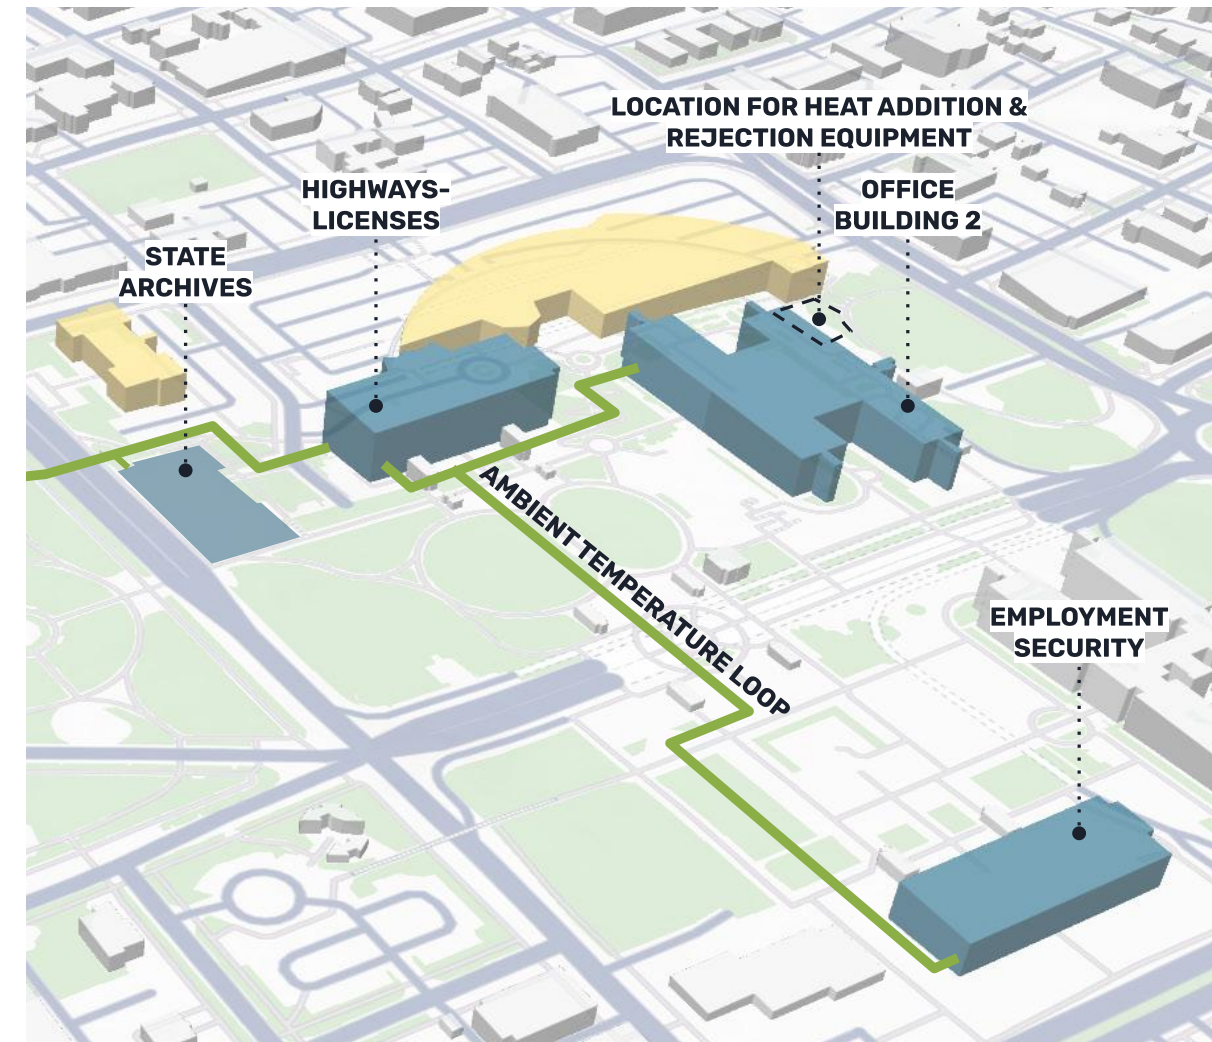 LOCATION FOR HEAT ADDITION &
REJECTION EQUIPMENT
HIGHWAYS-
LICENSES
OFFICE
BUILDING 2
STATE
ARCHIVES
AMBIENT TEMPERATURE LOOP
EMPLOYMENT
SECURITY